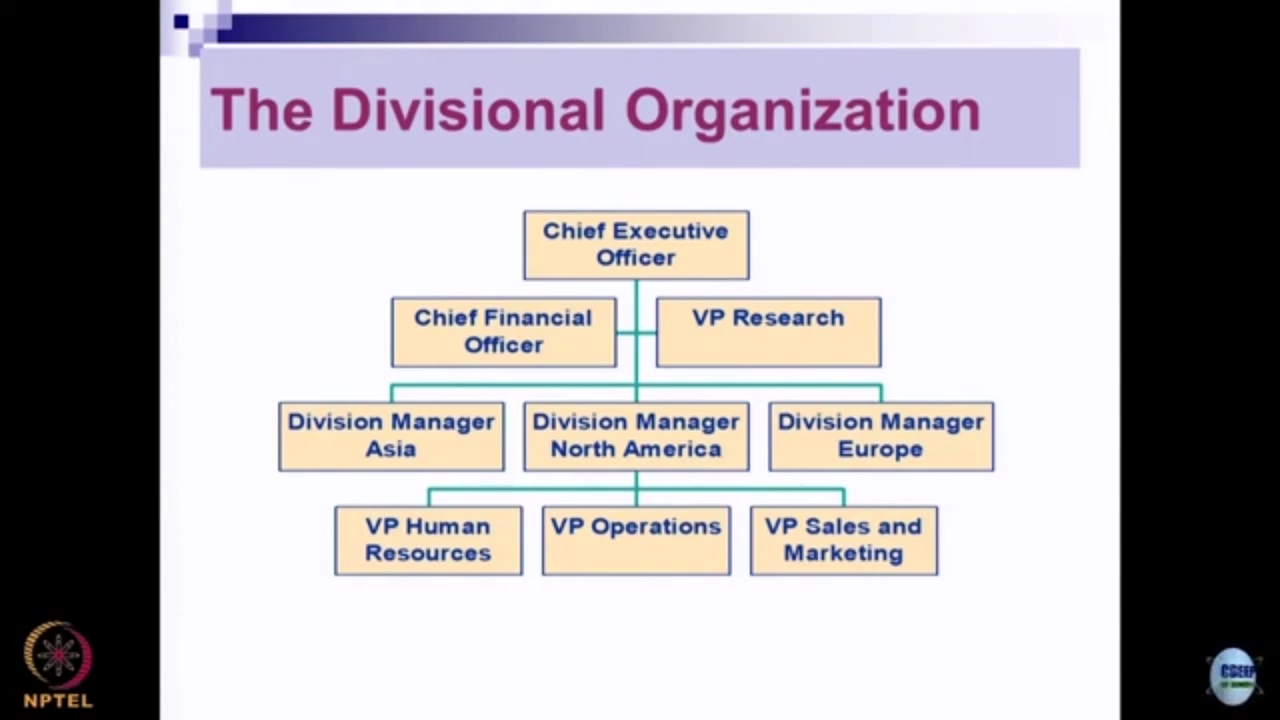 The Divisional Organization
Chief Executive
Officer
Chief Financial
Officer
VP Research
Division Manager
Asia
Division Manager
North America
Division Manager
Europe
VP Human
Resources
VP Operations
VP Sales and
Marketing
NPTEL